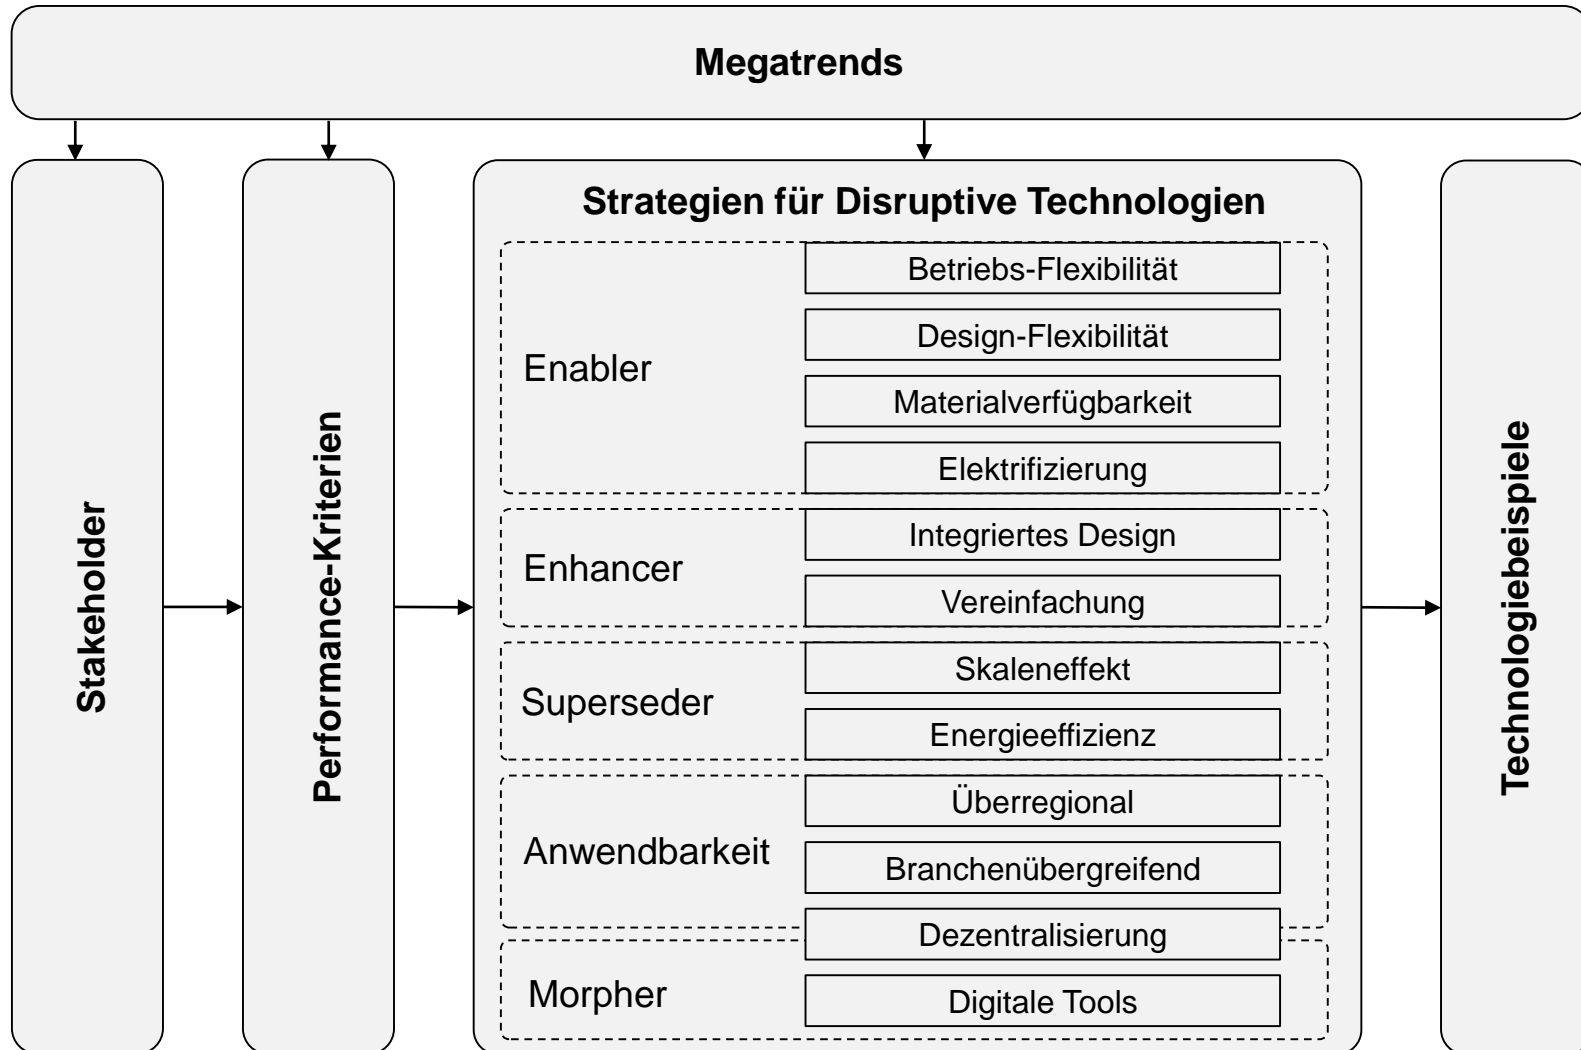 Megatrends
Stakeholder
Performance-Kriterien
Strategien für Disruptive Technologien
Enabler
Betriebs-Flexibilität
Design-Flexibilität
Materialverfügbarkeit
Elektrifizierung
Enhancer
Integriertes Design
Vereinfachung
Superseder
Skaleneffekt
Energieeffizienz
Anwendbarkeit
Überregional
Branchenübergreifend
Dezentralisierung
Morpher
Digitale Tools
Technologiebeispiele